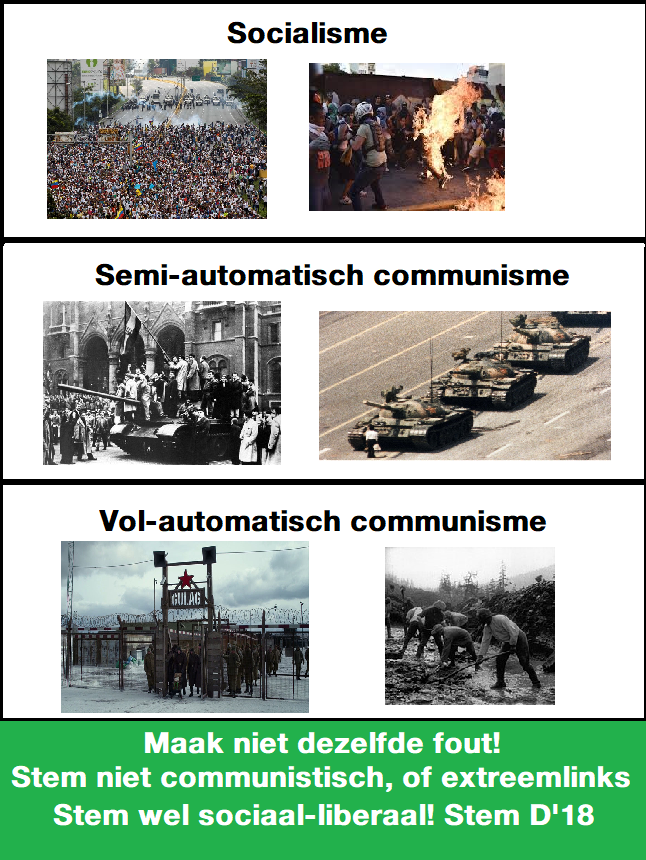 Socialisme
Semi-automatisch communisme
Vol-automatisch communisme
GULAG
Maak niet dezelfde fout!
Stem niet communistisch, of extreemlinks
Stem wel sociaal-liberaal! Stem D'18